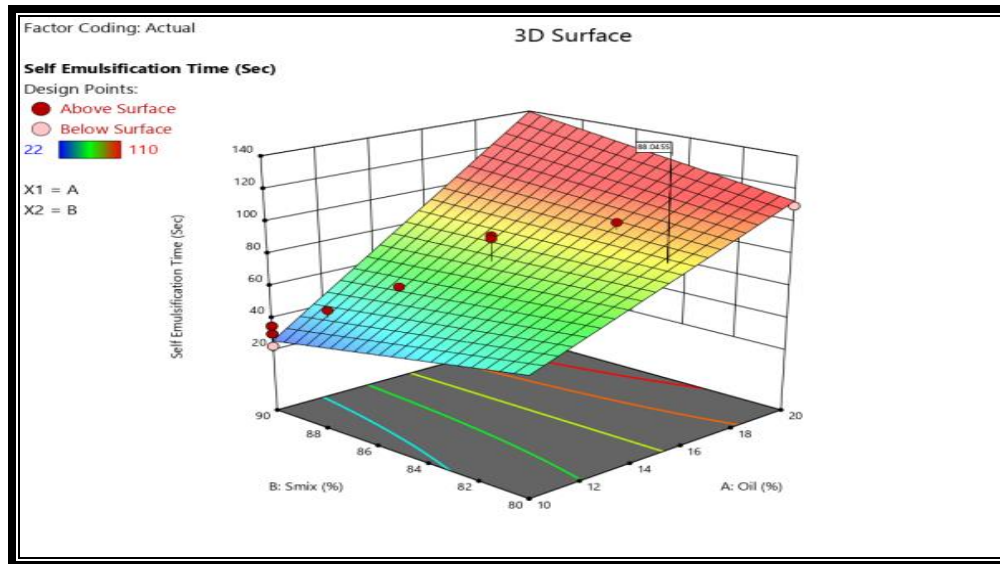 Factor Coding: Actual
3D Surface
Self Emulsification Time (Sec)
Design Points:
Above Surface
Below Surface
22 110
X1 = A
X2 = B
88.0455
Self Emulsification Time (Sec)
140
120
100
80
60
40
20
90
88
86
84
82
80
B: Smix (%)
10
12
14
16
18
20
A: Oil (%)